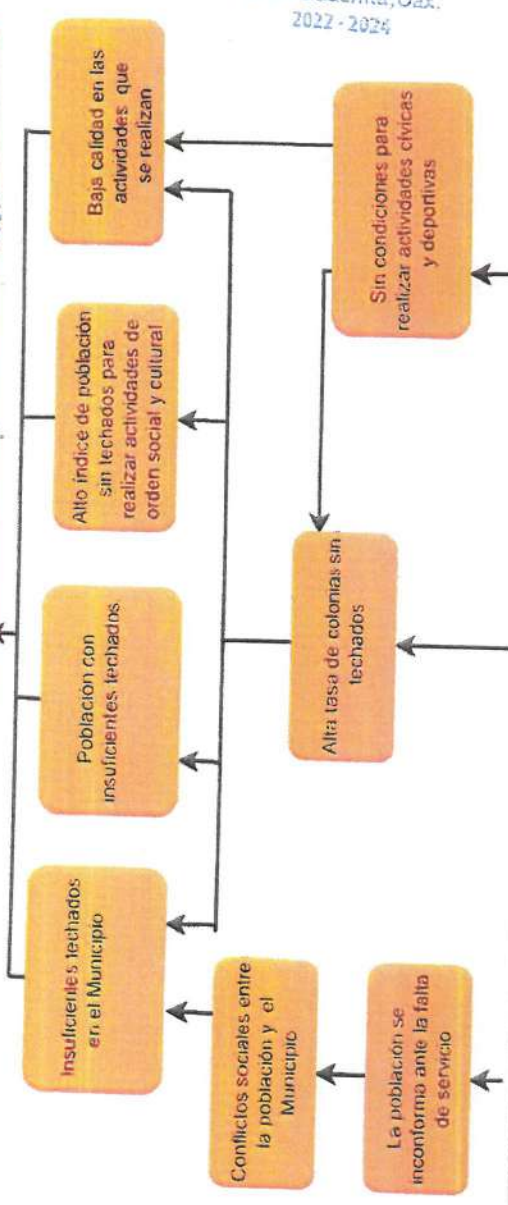 2022 - 2024
Insuficientes techados
en el Municipio
Población con
insuficientes techados
Alto índice de población
sin techados para
realizar actividades de
orden social y cultural
Baja calidad en las
actividades que
se realizan
Conflictos sociales entre
la población y el
Municipio
Alta tasa de colonias sin
techados
Sin condiciones para
realizar actividades cívicas
y deportivas
La población se
inconforma ante la falta
de servicio